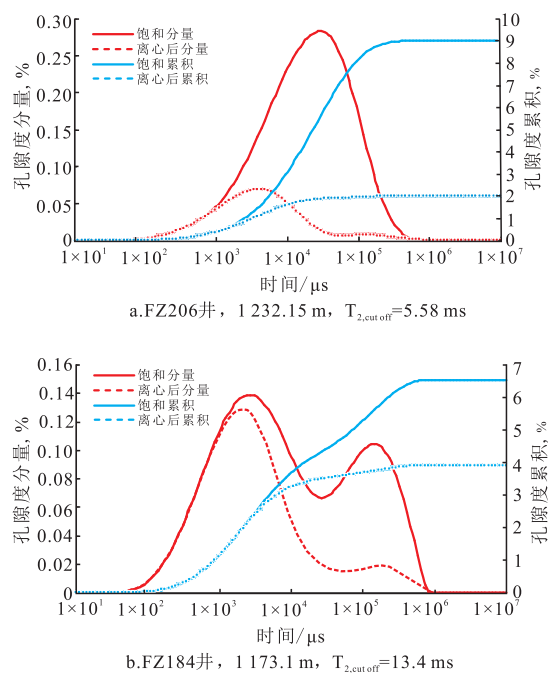 饱和分量
离心后分量
饱和累积
离心后累积
孔隙度分量, %
0.30
0.25
0.20
0.15
0.10
0.05
0
孔隙度累积, %
10
9
8
7
6
5
4
3
2
1
0
1×10¹ 1×10² 1×10³ 1×10⁴ 1×10⁵ 1×10⁶ 1×10⁷
时间/μs
a.FZ206井，1 232.15 m，T2,cut off=5.58 ms
饱和分量
离心后分量
饱和累积
离心后累积
孔隙度分量, %
0.16
0.14
0.12
0.10
0.08
0.06
0.04
0.02
0
孔隙度累积, %
7
6
5
4
3
2
1
0
1×10¹ 1×10² 1×10³ 1×10⁴ 1×10⁵ 1×10⁶ 1×10⁷
时间/μs
b.FZ184井，1 173.1 m，T2,cut off=13.4 ms